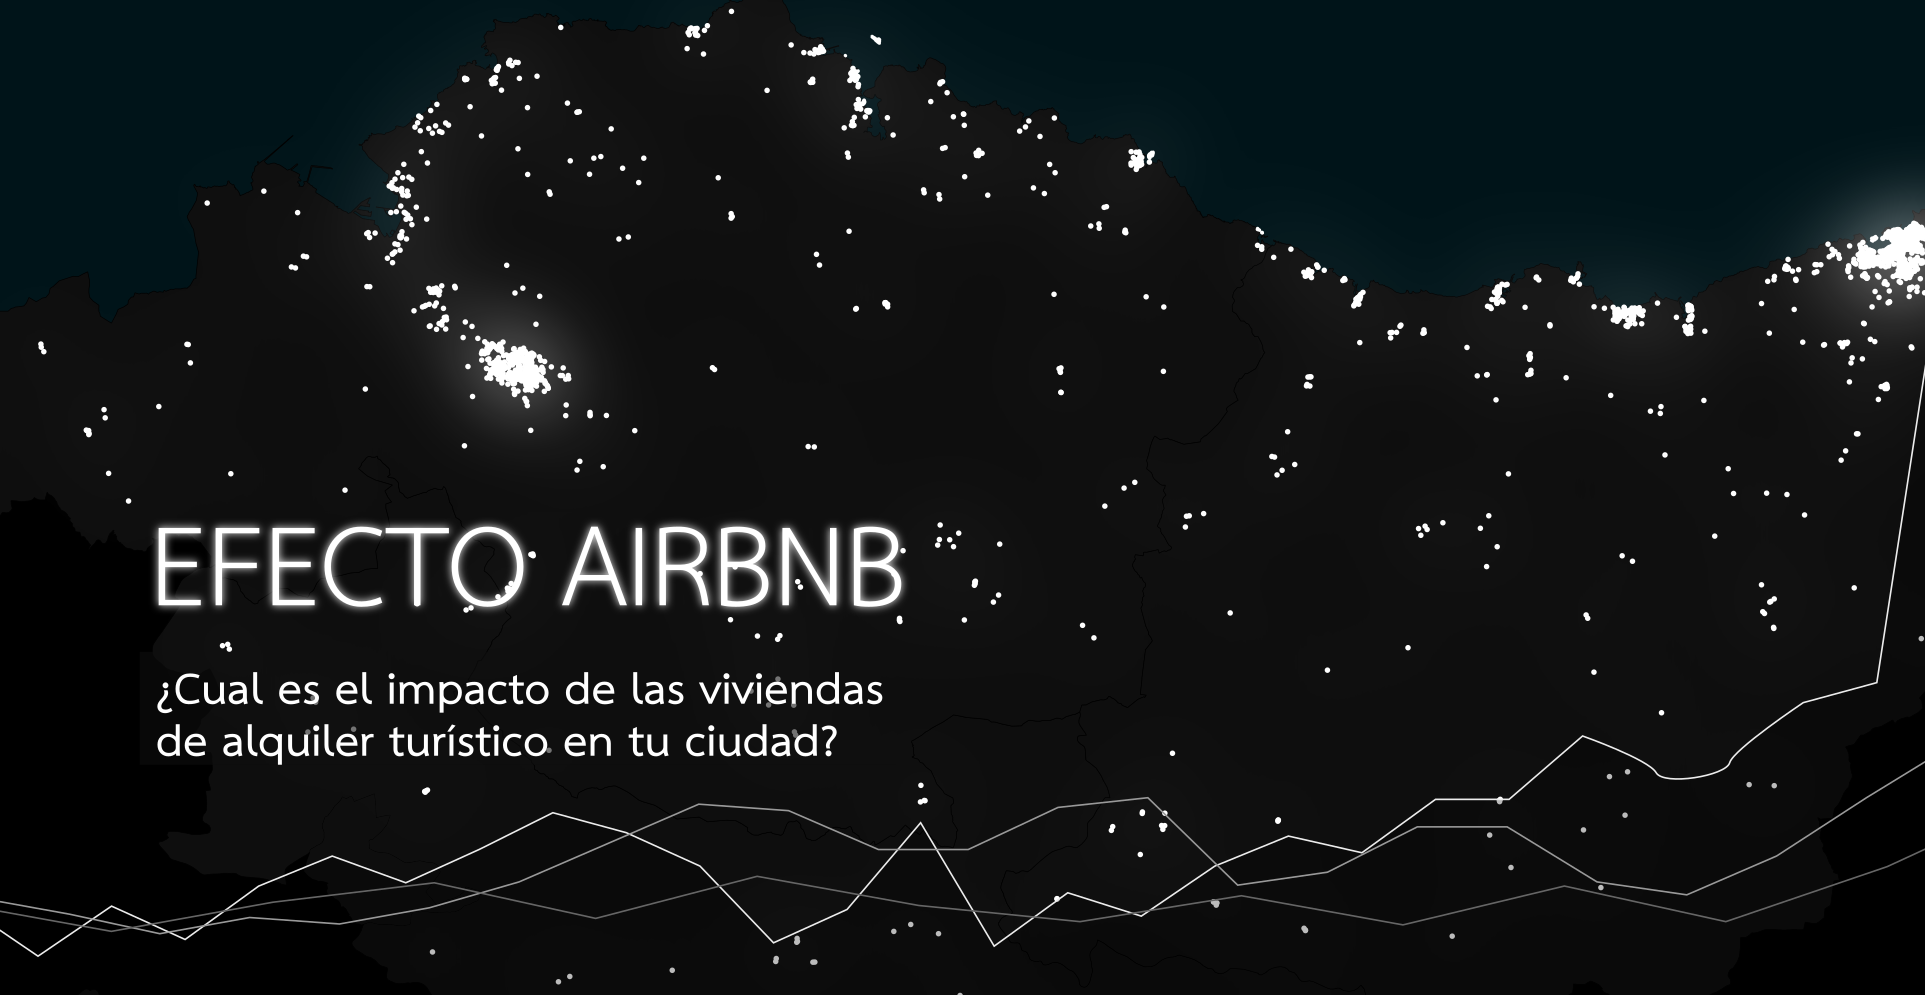 EFECTO AIRBNB
¿Cual es el impacto de las viviendas
de alquiler turístico en tu ciudad?